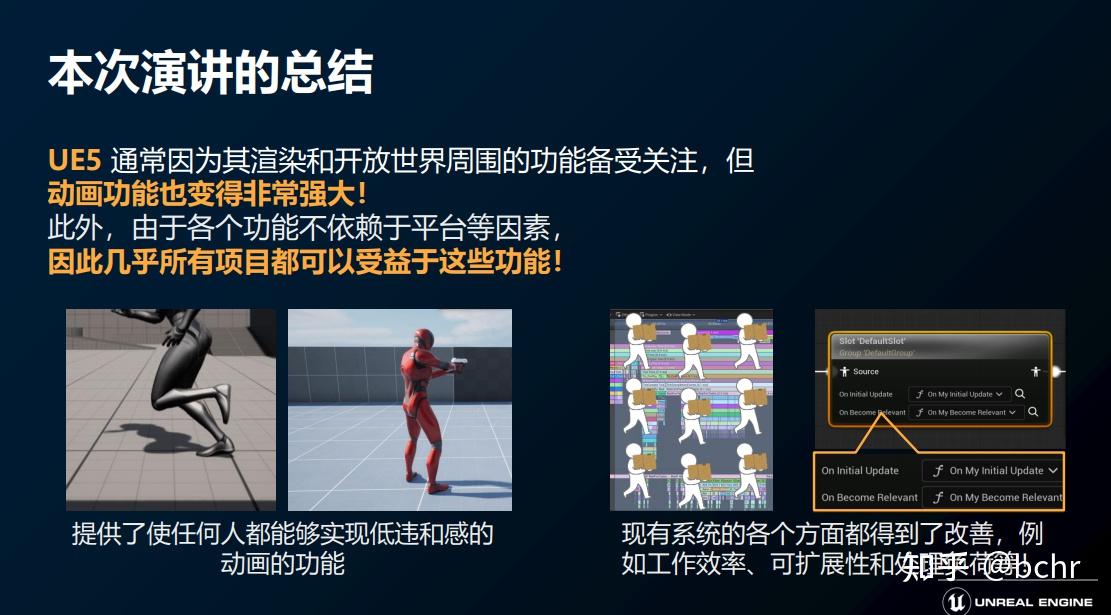 本次演讲的总结
UE5 通常因为其渲染和开放世界周围的功能备受关注，但
动画功能也变得非常强大！
此外，由于各个功能不依赖于平台等因素，
因此几乎所有项目都可以受益于这些功能！
Slot 'DefaultSlot'
Group 'DefaultGroup'
Source
On Initial Update
On My Initial Update
On Become Relevant
On My Become Relevant
On Initial Update
On My Initial Update
On Become Relevant
On My Become Relevant
提供了使任何人都能够实现低违和感的
动画的功能
现有系统的各个方面都得到了改善，例
如工作效率、可扩展性和处理
知乎 @bchr
UNREAL ENGINE